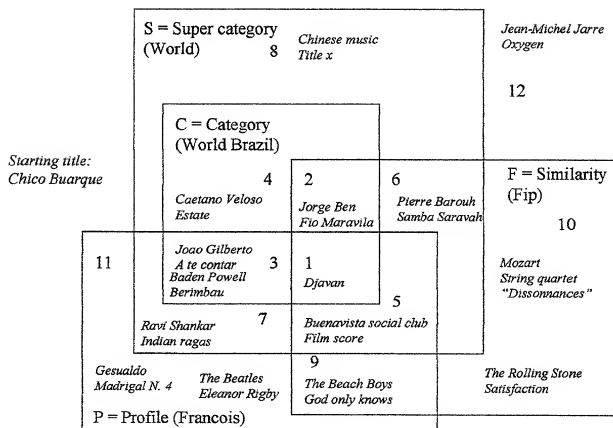 S = Super category
(World)
8
Chinese music
Title x
Jean-Michel Jarre
Oxygen
12
C = Category
(World Brazil)
Starting title:
Chico Buarque
4
2
6
F = Similarity
(Fip)
10
Caetano Veloso
Estate
Jorge Ben
Fio Maravila
Pierre Barouh
Samba Saravah
11
Joao Gilberto
A te contar
Baden Powell
Berimbau
3
1
Djavan
Mozart
String quartet
"Dissonnances"
5
Ravi Shankar
Indian ragas
7
Buenavista social club
Film score
9
Gesualdo
Madrigal N. 4
The Beatles
Eleanor Rigby
The Beach Boys
God only knows
The Rolling Stone
Satisfaction
P = Profile (Francois)